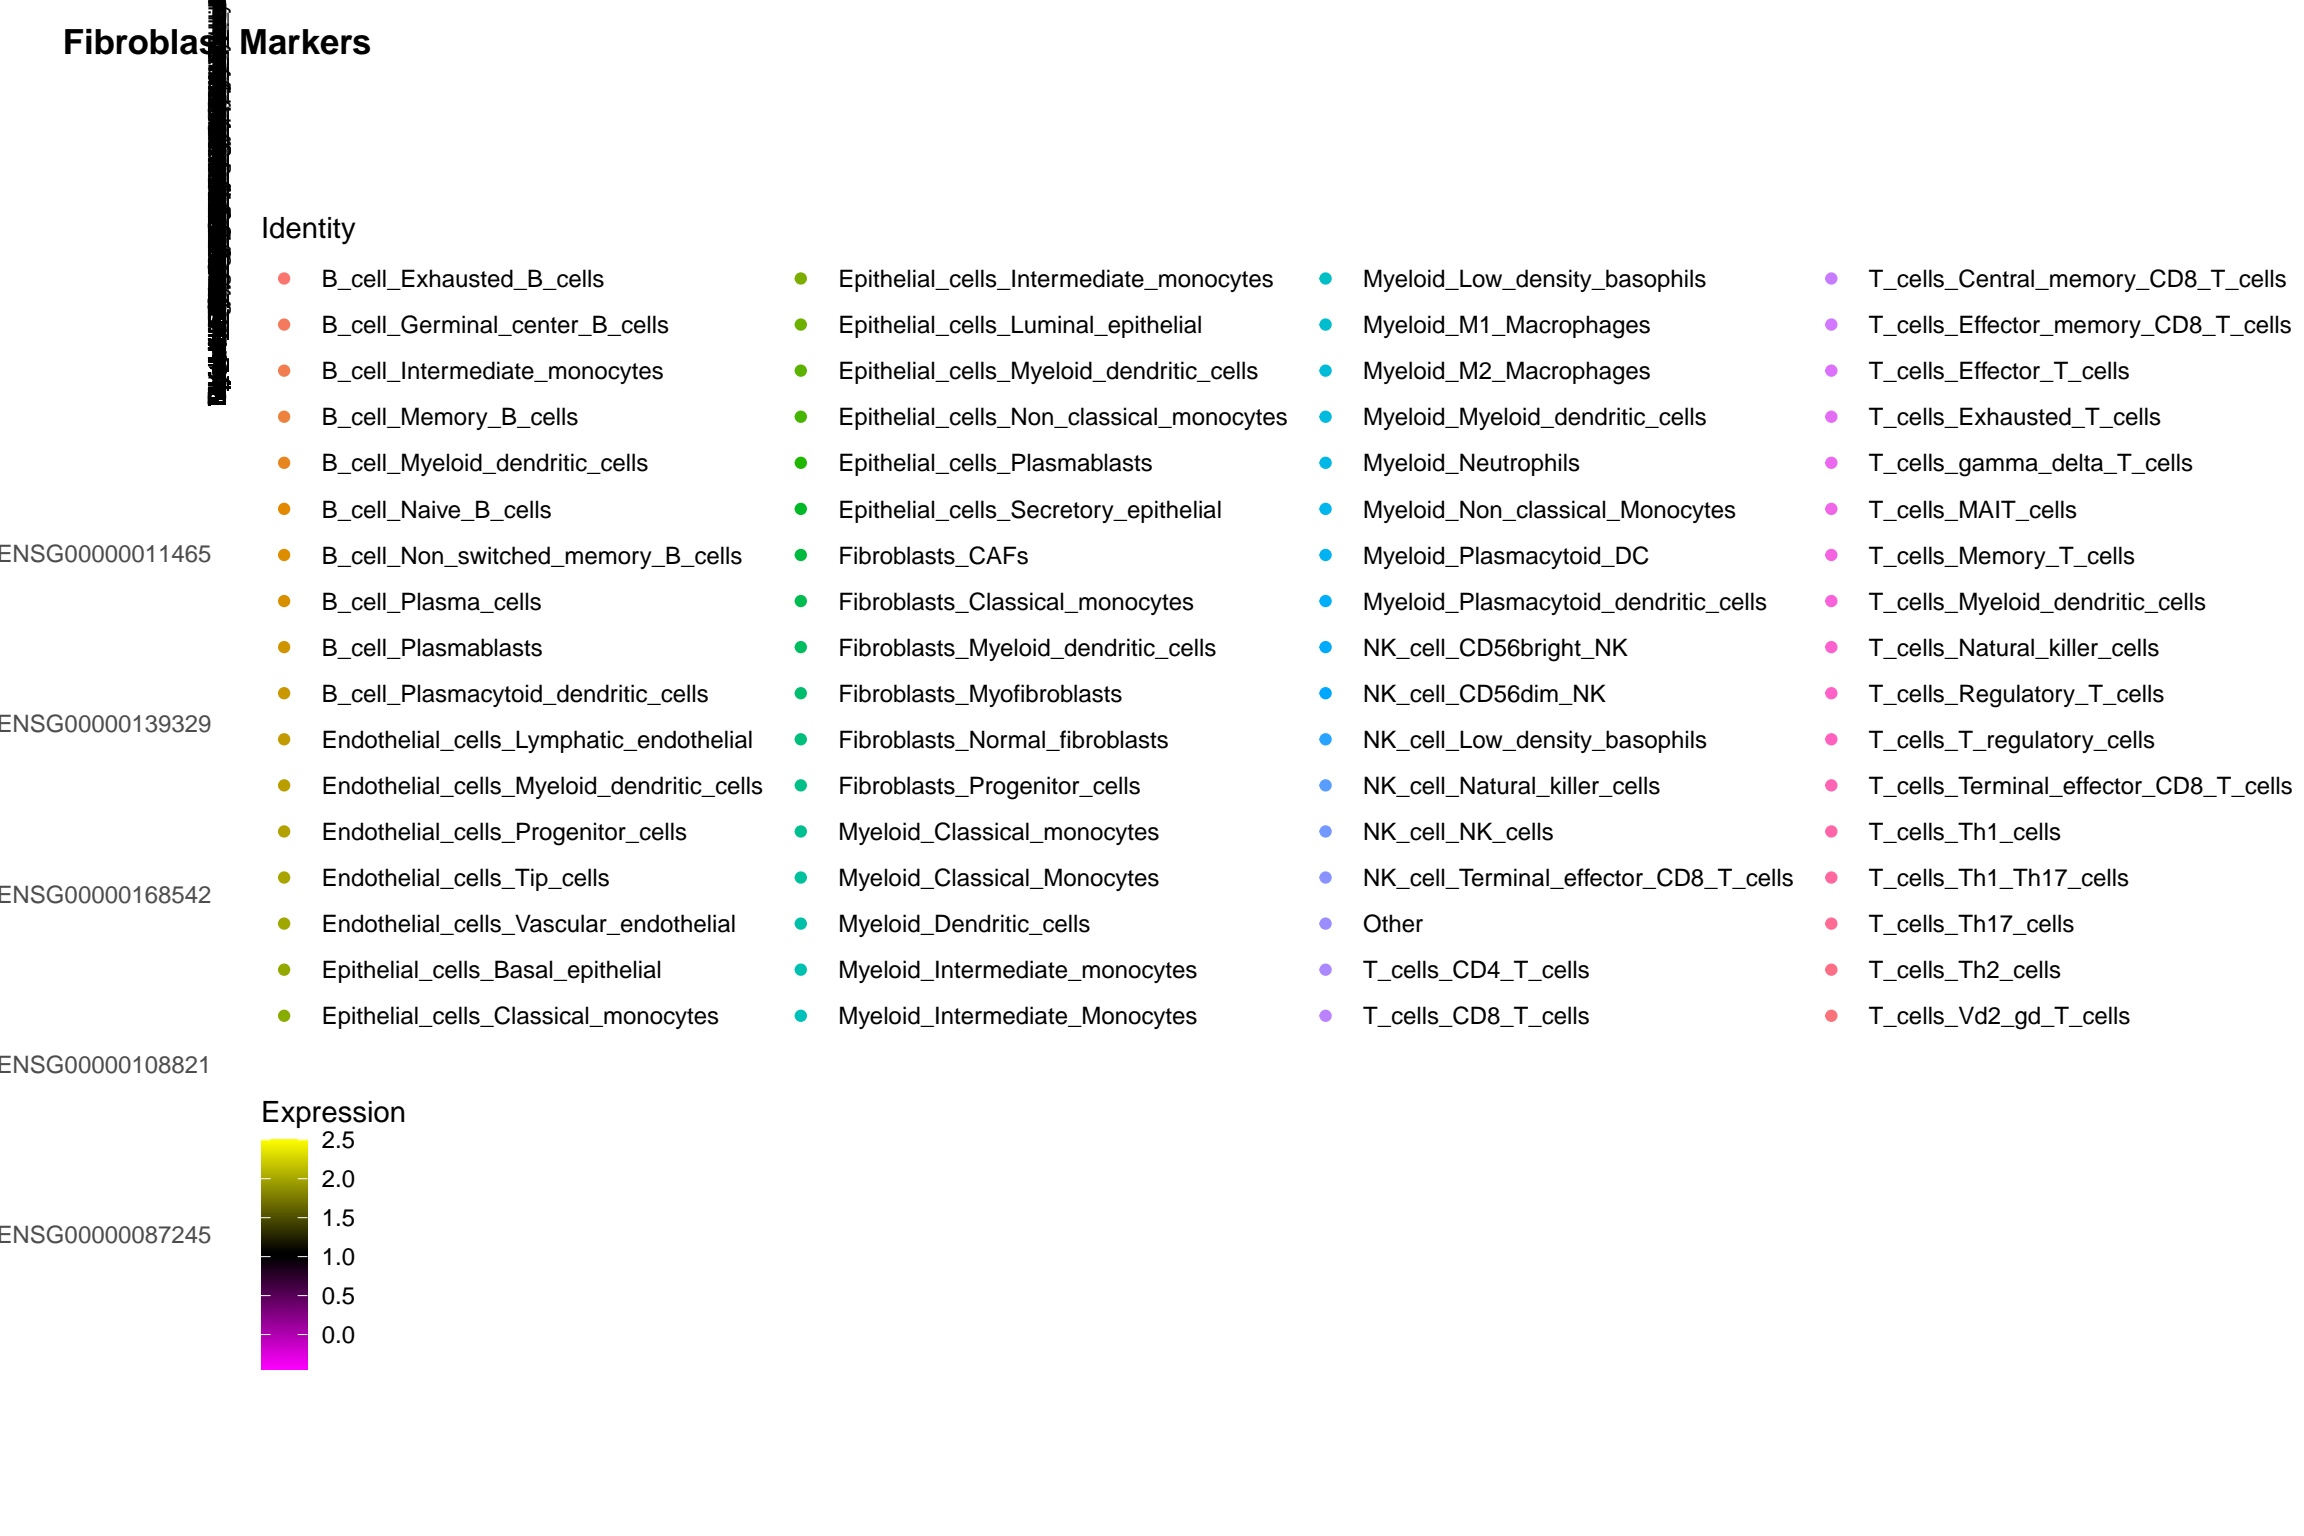 Fibroblast Markers
Identity
B_cell_Exhausted_B_cells
B_cell_Germinal_center_B_cells
B_cell_Intermediate_monocytes
B_cell_Memory_B_cells
B_cell_Myeloid_dendritic_cells
B_cell_Naive_B_cells
B_cell_Non_switched_memory_B_cells
B_cell_Plasma_cells
B_cell_Plasmablasts
B_cell_Plasmacytoid_dendritic_cells
Endothelial_cells_Lymphatic_endothelial
Endothelial_cells_Myeloid_dendritic_cells
Endothelial_cells_Progenitor_cells
Endothelial_cells_Tip_cells
Endothelial_cells_Vascular_endothelial
Epithelial_cells_Basal_epithelial
Epithelial_cells_Classical_monocytes
Epithelial_cells_Intermediate_monocytes
Epithelial_cells_Luminal_epithelial
Epithelial_cells_Myeloid_dendritic_cells
Epithelial_cells_Non_classical_monocytes
Epithelial_cells_Plasmablasts
Epithelial_cells_Secretory_epithelial
Fibroblasts_CAFs
Fibroblasts_Classical_monocytes
Fibroblasts_Myeloid_dendritic_cells
Fibroblasts_Myofibroblasts
Fibroblasts_Normal_fibroblasts
Fibroblasts_Progenitor_cells
Myeloid_Classical_monocytes
Myeloid_Classical_Monocytes
Myeloid_Dendritic_cells
Myeloid_Intermediate_monocytes
Myeloid_Intermediate_Monocytes
Myeloid_Low_density_basophils
Myeloid_M1_Macrophages
Myeloid_M2_Macrophages
Myeloid_Myeloid_dendritic_cells
Myeloid_Neutrophils
Myeloid_Non_classical_Monocytes
Myeloid_Plasmacytoid_DC
Myeloid_Plasmacytoid_dendritic_cells
NK_cell_CD56bright_NK
NK_cell_CD56dim_NK
NK_cell_Low_density_basophils
NK_cell_Natural_killer_cells
NK_cell_NK_cells
NK_cell_Terminal_effector_CD8_T_cells
Other
T_cells_CD4_T_cells
T_cells_CD8_T_cells
T_cells_Central_memory_CD8_T_cells
T_cells_Effector_memory_CD8_T_cells
T_cells_Effector_T_cells
T_cells_Exhausted_T_cells
T_cells_gamma_delta_T_cells
T_cells_MAIT_cells
T_cells_Memory_T_cells
T_cells_Myeloid_dendritic_cells
T_cells_Natural_killer_cells
T_cells_Regulatory_T_cells
T_cells_T_regulatory_cells
T_cells_Terminal_effector_CD8_T_cells
T_cells_Th1_cells
T_cells_Th1_Th17_cells
T_cells_Th17_cells
T_cells_Th2_cells
T_cells_Vd2_gd_T_cells
ENSG00000011465
ENSG00000139329
ENSG00000168542
ENSG00000108821
ENSG00000087245
Expression
2.5
2.0
1.5
1.0
0.5
0.0